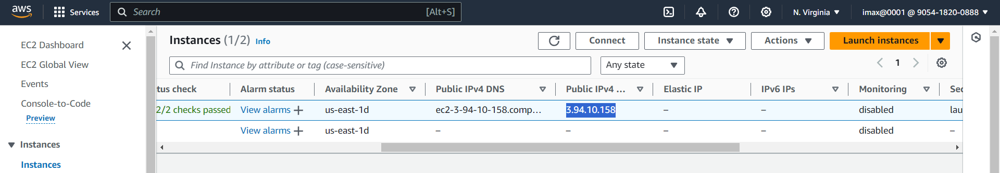 aws Services Search [Alt+S] N. Virginia imax@0001 @ 9054-1820-0888
EC2 Dashboard
EC2 Global View
Events
Console-to-Code
Preview
Instances
Instances
Instances (1/2) Info Connect Instance state Actions Launch instances
Find Instance by attribute or tag (case-sensitive) Any state 1
tus check Alarm status Availability Zone Public IPv4 DNS Public IPv4 ... Elastic IP IPv6 IPs Monitoring Sec
2/2 checks passed View alarms + us-east-1d ec2-3-94-10-158.comp... 3.94.10.158 – – disabled lau
View alarms + us-east-1d – – – – disabled –